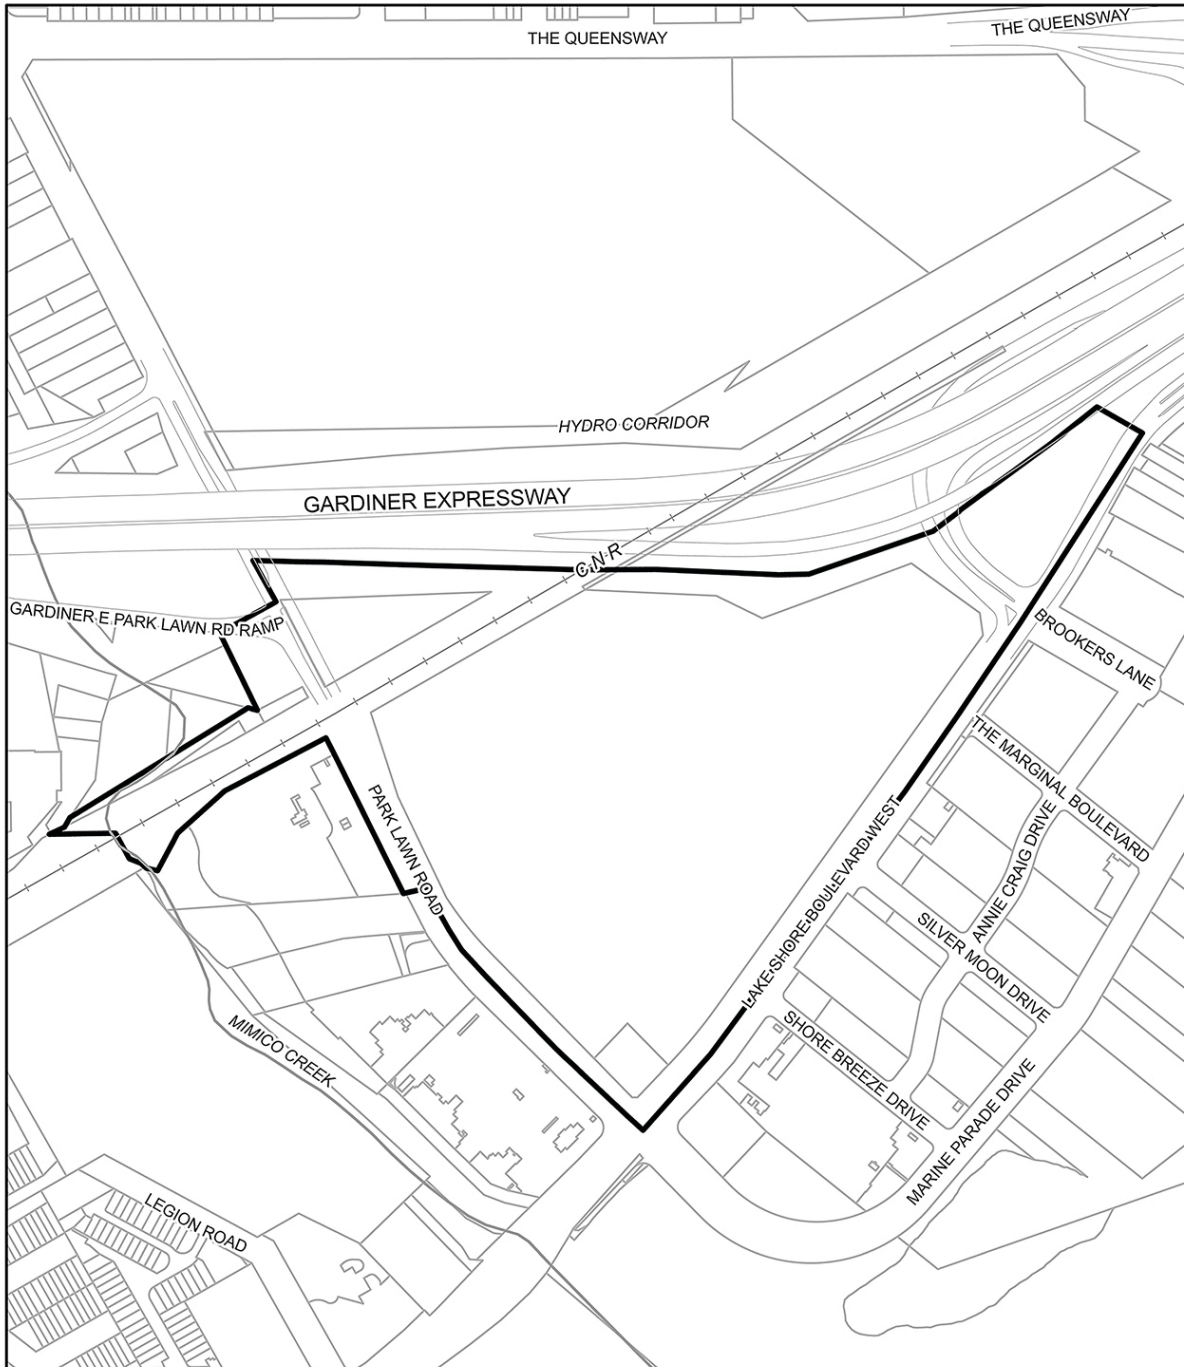 THE QUEENSWAY
THE QUEENSWAY
HYDRO CORRIDOR
GARDINER EXPRESSWAY
C N R
GARDINER E PARK LAWN RD RAMP
BROOKERS LANE
THE MARGINAL BOULEVARD
PARK LAWN ROAD
LAKE SHORE BOULEVARD WEST
ANNIE CRAIG DRIVE
SILVER MOON DRIVE
SHORE BREEZE DRIVE
MIMICO CREEK
MARINE PARADE DRIVE
LEGION ROAD